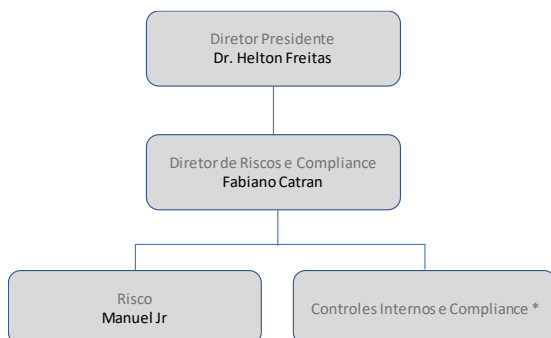 Diretor Presidente
Dr. Helton Freitas
Diretor de Riscos e Compliance
Fabiano Catran
Risco
Manuel Jr
Controles Internos e Compliance *